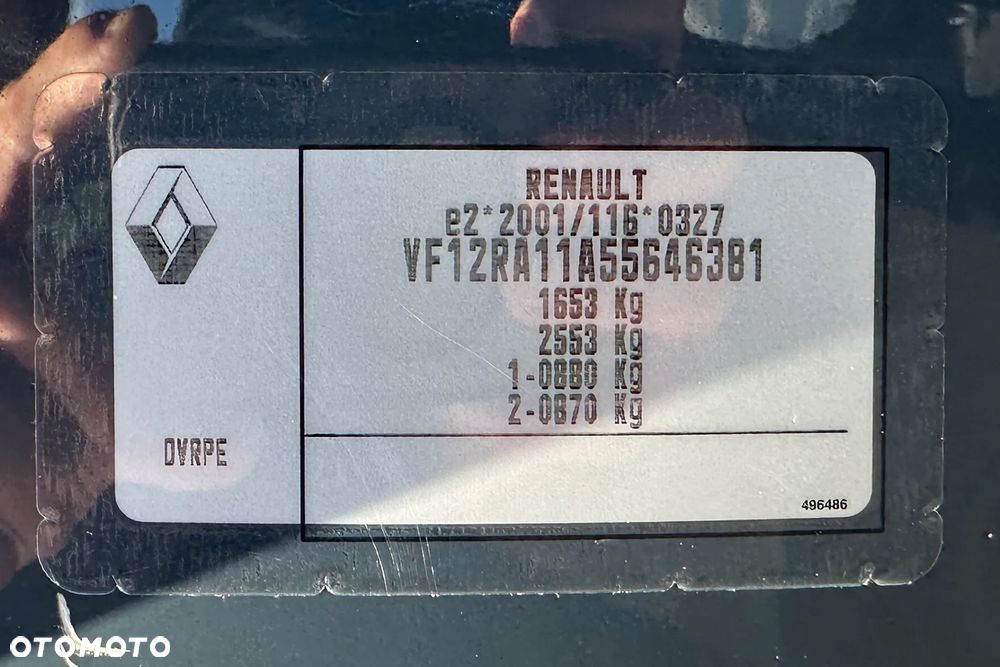 RENAULT
e2*2001/116*0327
VF12RA11A55646381
1653 Kg
2553 Kg
1-0880 Kg
2-0870 Kg
DVRPE
496486
OTOMOTO